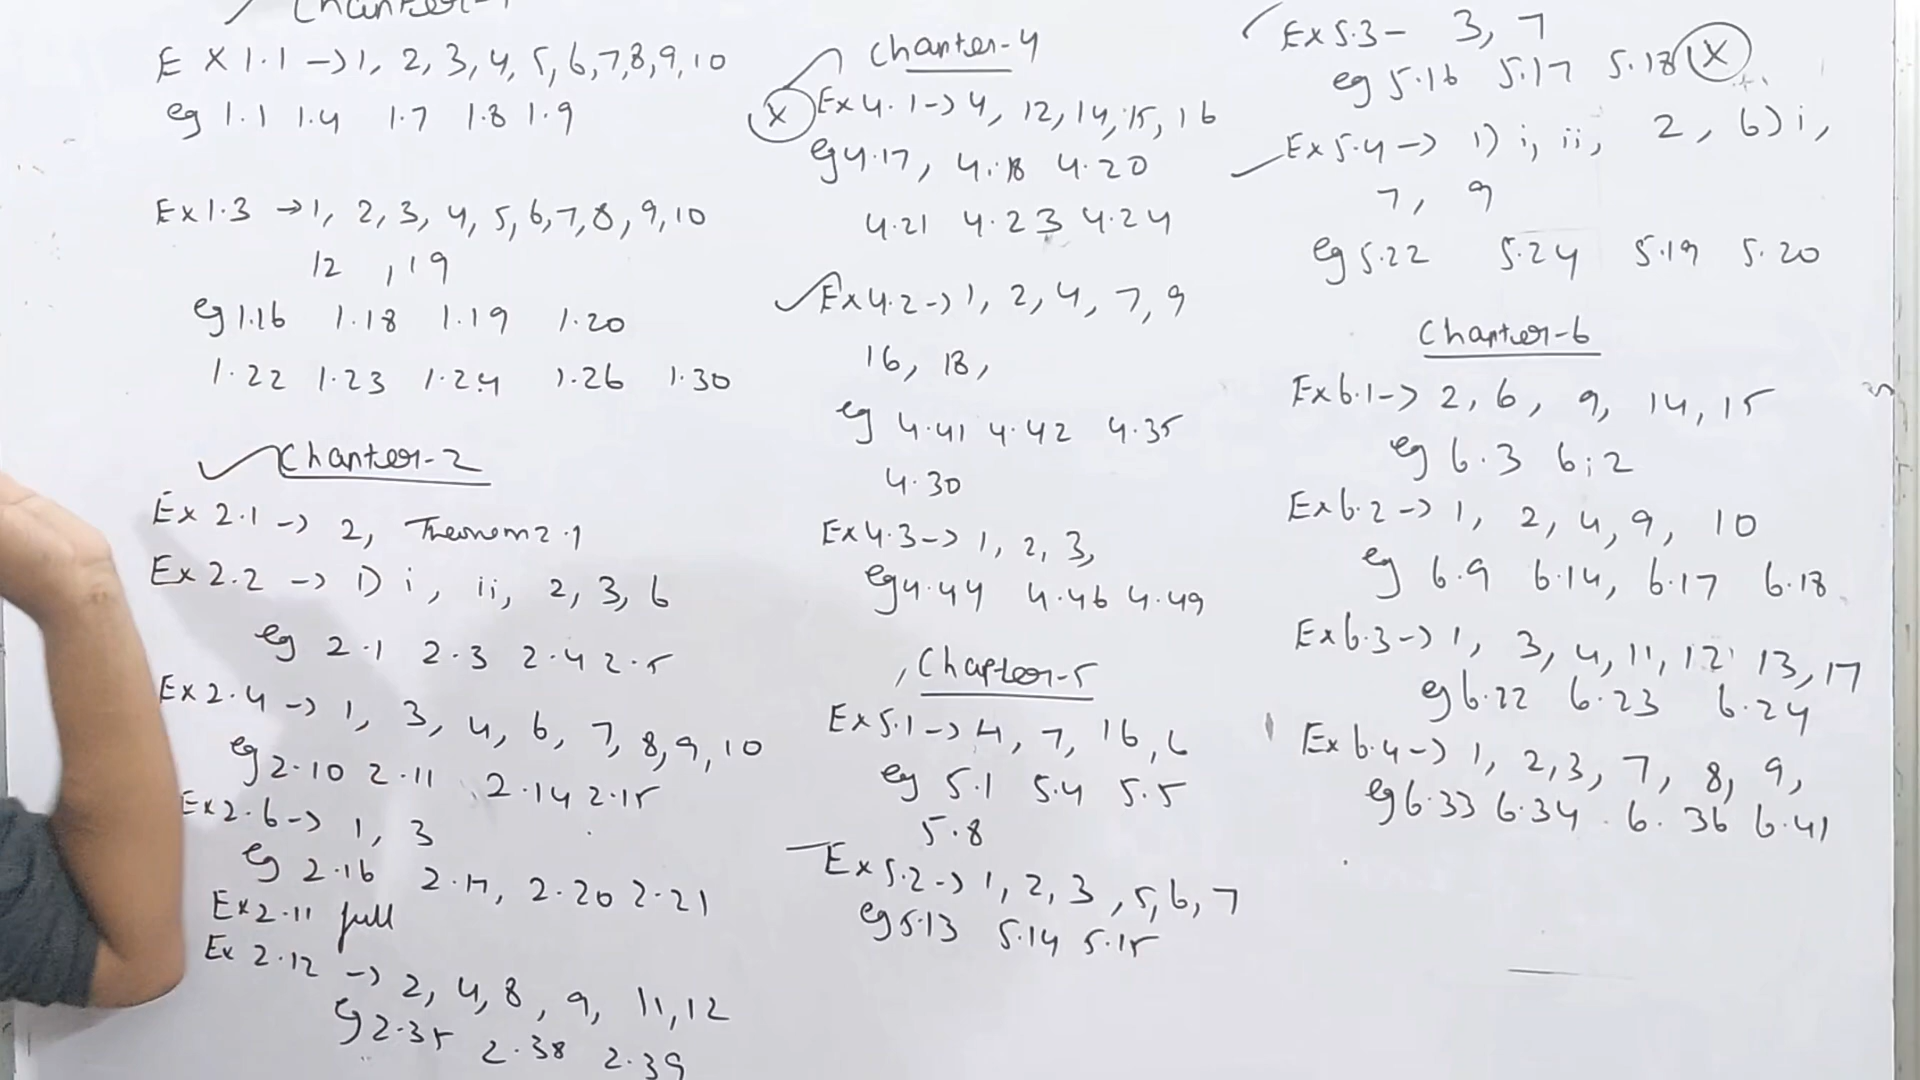 Chapter-1
Ex 1.1 → 1, 2, 3, 4, 5, 6, 7, 8, 9, 10
eg 1.1 1.4 1.7 1.8 1.9
Ex 1.3 → 1, 2, 3, 4, 5, 6, 7, 8, 9, 10
12 , 19
eg 1.16 1.18 1.19 1.20
1.22 1.23 1.24 1.26 1.30
Chapter-2
Ex 2.1 → 2, Theorem 2.1
Ex 2.2 → 1) i, ii, 2, 3, 6
eg 2.1 2.3 2.4 2.5
Ex 2.4 → 1, 3, 4, 6, 7, 8, 9, 10
eg 2.10 2.11 2.14 2.15
Ex 2.6 → 1, 3
eg 2.16 2.17, 2.20 2.21
Ex 2.11 full
Ex 2.12 → 2, 4, 8, 9, 11, 12
eg 2.35 2.38 2.39
Chapter-4
X Ex 4.1 → 4, 12, 14, 15, 16
eg 4.17, 4.18 4.20
4.21 4.23 4.24
Ex 4.2 → 1, 2, 4, 7, 9
16, 18,
eg 4.41 4.42 4.35
4.30
Ex 4.3 → 1, 2, 3,
eg 4.44 4.46 4.49
Chapter-5
Ex 5.1 → 4, 7, 16, 6
eg 5.1 5.4 5.5
5.8
Ex 5.2 → 1, 2, 3, 5, 6, 7
eg 5.13 5.14 5.15
Ex 5.3 - 3, 7
eg 5.16 5.17 5.18 X
Ex 5.4 → 1) i, ii, 2, 6) i,
7, 9
eg 5.22 5.24 5.19 5.20
Chapter-6
Ex 6.1 → 2, 6, 9, 14, 15
eg 6.3 6.2
Ex 6.2 → 1, 2, 4, 9, 10
eg 6.9 6.14, 6.17 6.18
Ex 6.3 → 1, 3, 4, 11, 12 13, 17
eg 6.22 6.23 6.24
Ex 6.4 → 1, 2, 3, 7, 8, 9,
eg 6.33 6.34 6.36 6.41